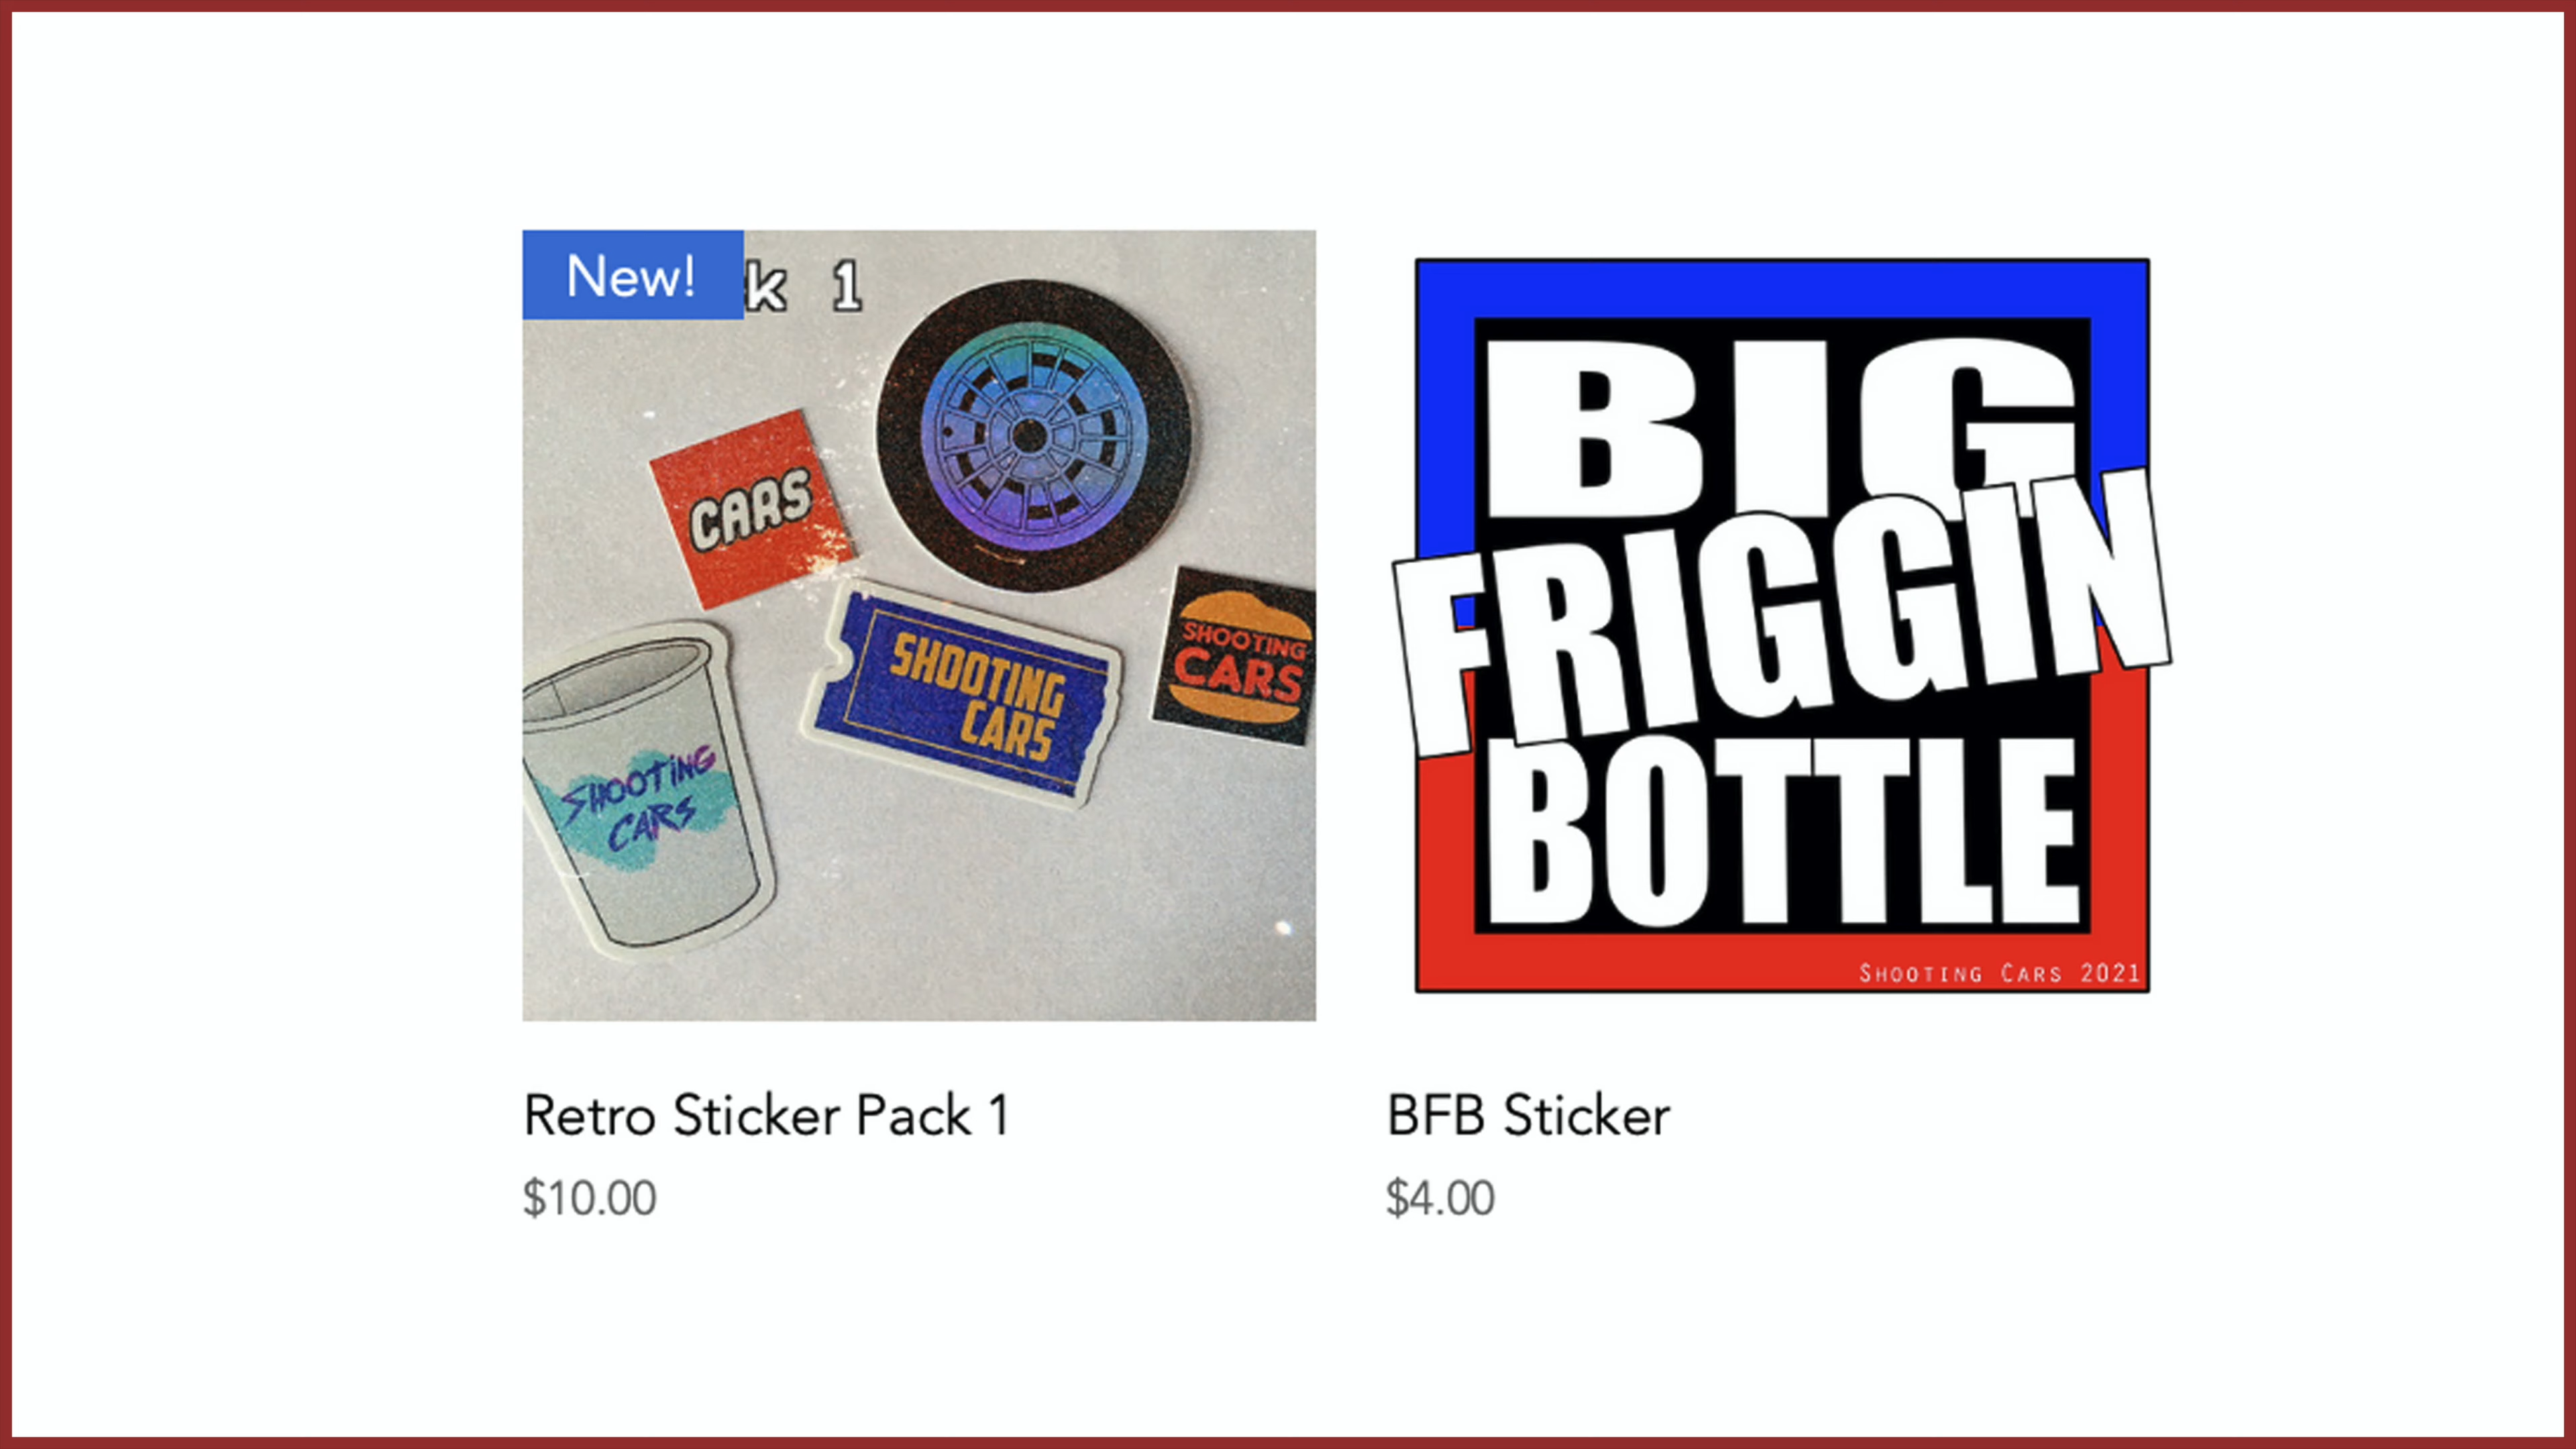 New!
k 1
CARS
SHOOTING
CARS
SHOOTING
CARS
SHOOTING
CARS
BIG
FRIGGIN
BOTTLE
SHOOTING CARS 2021
Retro Sticker Pack 1
$10.00
BFB Sticker
$4.00